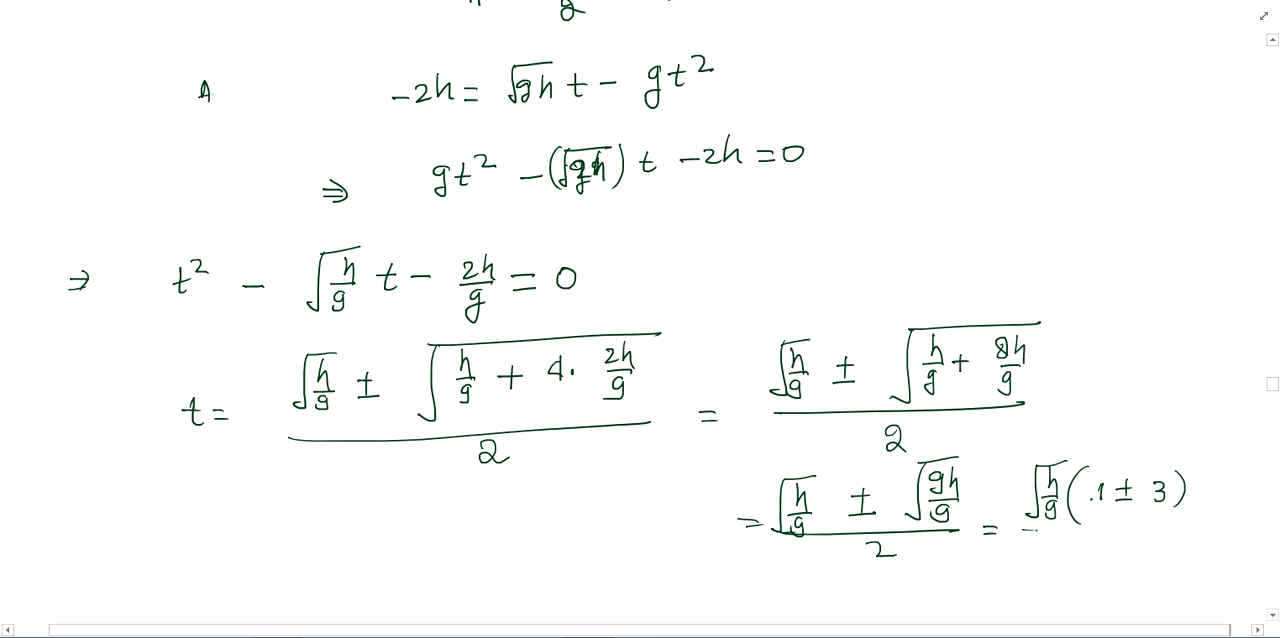 A -2h = √gh t - gt²
⇒ gt² - (√gh) t - 2h = 0
⇒ t² - √(h/g) t - 2h/g = 0
t = (√(h/g) ± √(h/g + 4. 2h/g))/2 = (√(h/g) ± √(h/g + 8h/g))/2
= (√(h/g) ± √(9h/g))/2 = √(h/g) (1 ± 3)